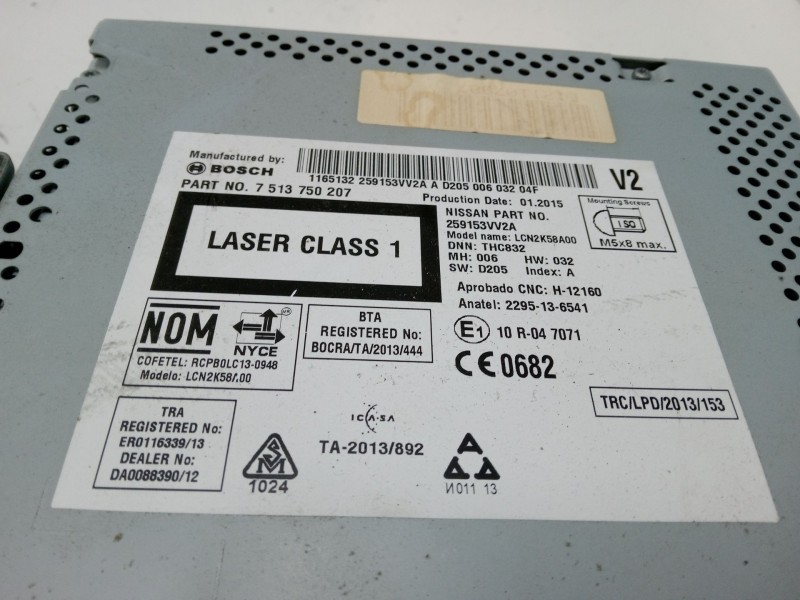 Manufactured by:
BOSCH
1165132 259153VV2A A D205 006 032 04F
V2
PART NO. 7 513 750 207
Production Date: 01.2015
NISSAN PART NO.
259153VV2A
Model name: LCN2K58A00
DNN: THC832
MH: 006 HW: 032
SW: D205 Index: A
Mounting Screws
ISO
M5x8 max.
LASER CLASS 1
Aprobado CNC: H-12160
Anatel: 2295-13-6541
E1 10 R-04 7071
CE0682
NOM
NYCE
COFETEL: RCPBOLC13-0948
Modelo: LCN2K58A00
BTA
REGISTERED No:
BOCRA/TA/2013/444
TRC/LPD/2013/153
TRA
REGISTERED No:
ER0116339/13
DEALER No:
DA0088390/12
1024
ICASA
TA-2013/892
И011 13